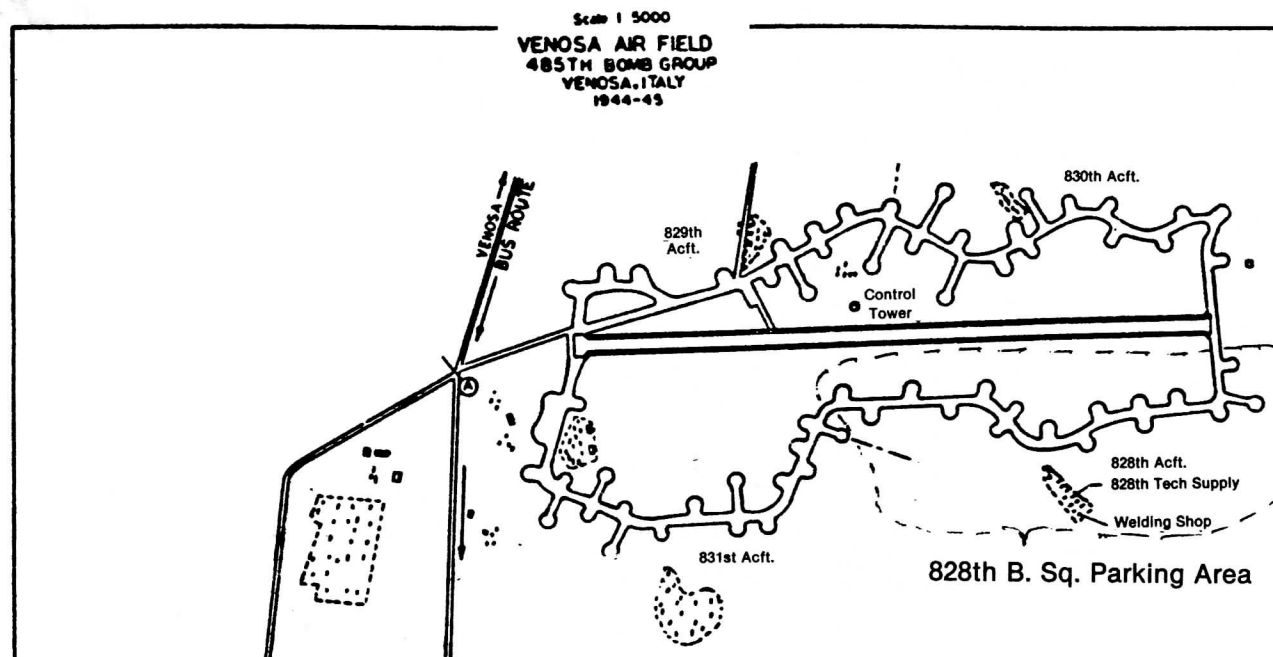 Scale 1 5000
VENOSA AIR FIELD
485TH BOMB GROUP
VENOSA, ITALY
1944-45
VENOSA
BUS ROUTE
829th
Acft.
830th Acft.
Control
Tower
A
828th Acft.
828th Tech Supply
Welding Shop
831st Acft.
828th B. Sq. Parking Area